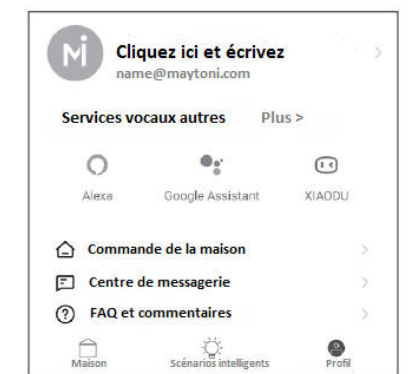 Mi
Cliquez ici et écrivez >
name@maytoni.com
Services vocaux autres Plus >
Alexa Google Assistant XIAODU
Commande de la maison >
Centre de messagerie >
? FAQ et commentaires >
Maison Scénarios intelligents Profil